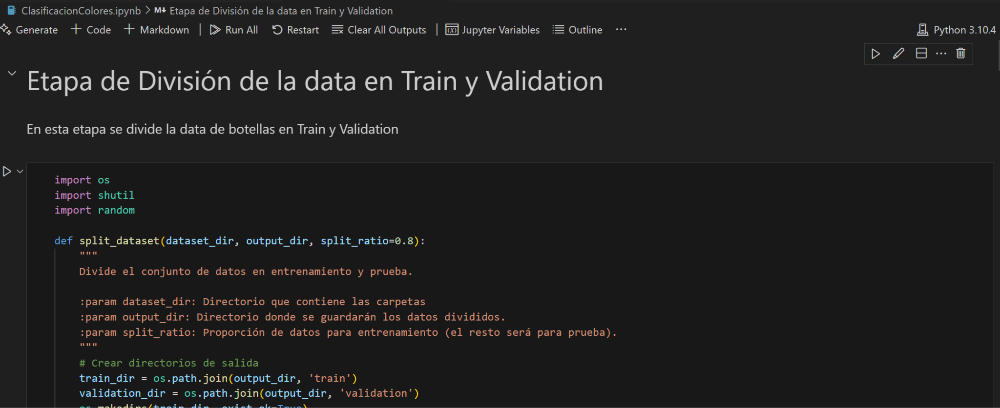 ClasificacionColores.ipynb > M↓ Etapa de División de la data en Train y Validation
Generate + Code + Markdown | Run All Restart Clear All Outputs | (x) Jupyter Variables Outline ··· Python 3.10.4
Etapa de División de la data en Train y Validation
En esta etapa se divide la data de botellas en Train y Validation
import os
import shutil
import random
def split_dataset(dataset_dir, output_dir, split_ratio=0.8):
"""
Divide el conjunto de datos en entrenamiento y prueba.
:param dataset_dir: Directorio que contiene las carpetas
:param output_dir: Directorio donde se guardarán los datos divididos.
:param split_ratio: Proporción de datos para entrenamiento (el resto será para prueba).
"""
# Crear directorios de salida
train_dir = os.path.join(output_dir, 'train')
validation_dir = os.path.join(output_dir, 'validation')
os.makedirs(train_dir, exist_ok=True)